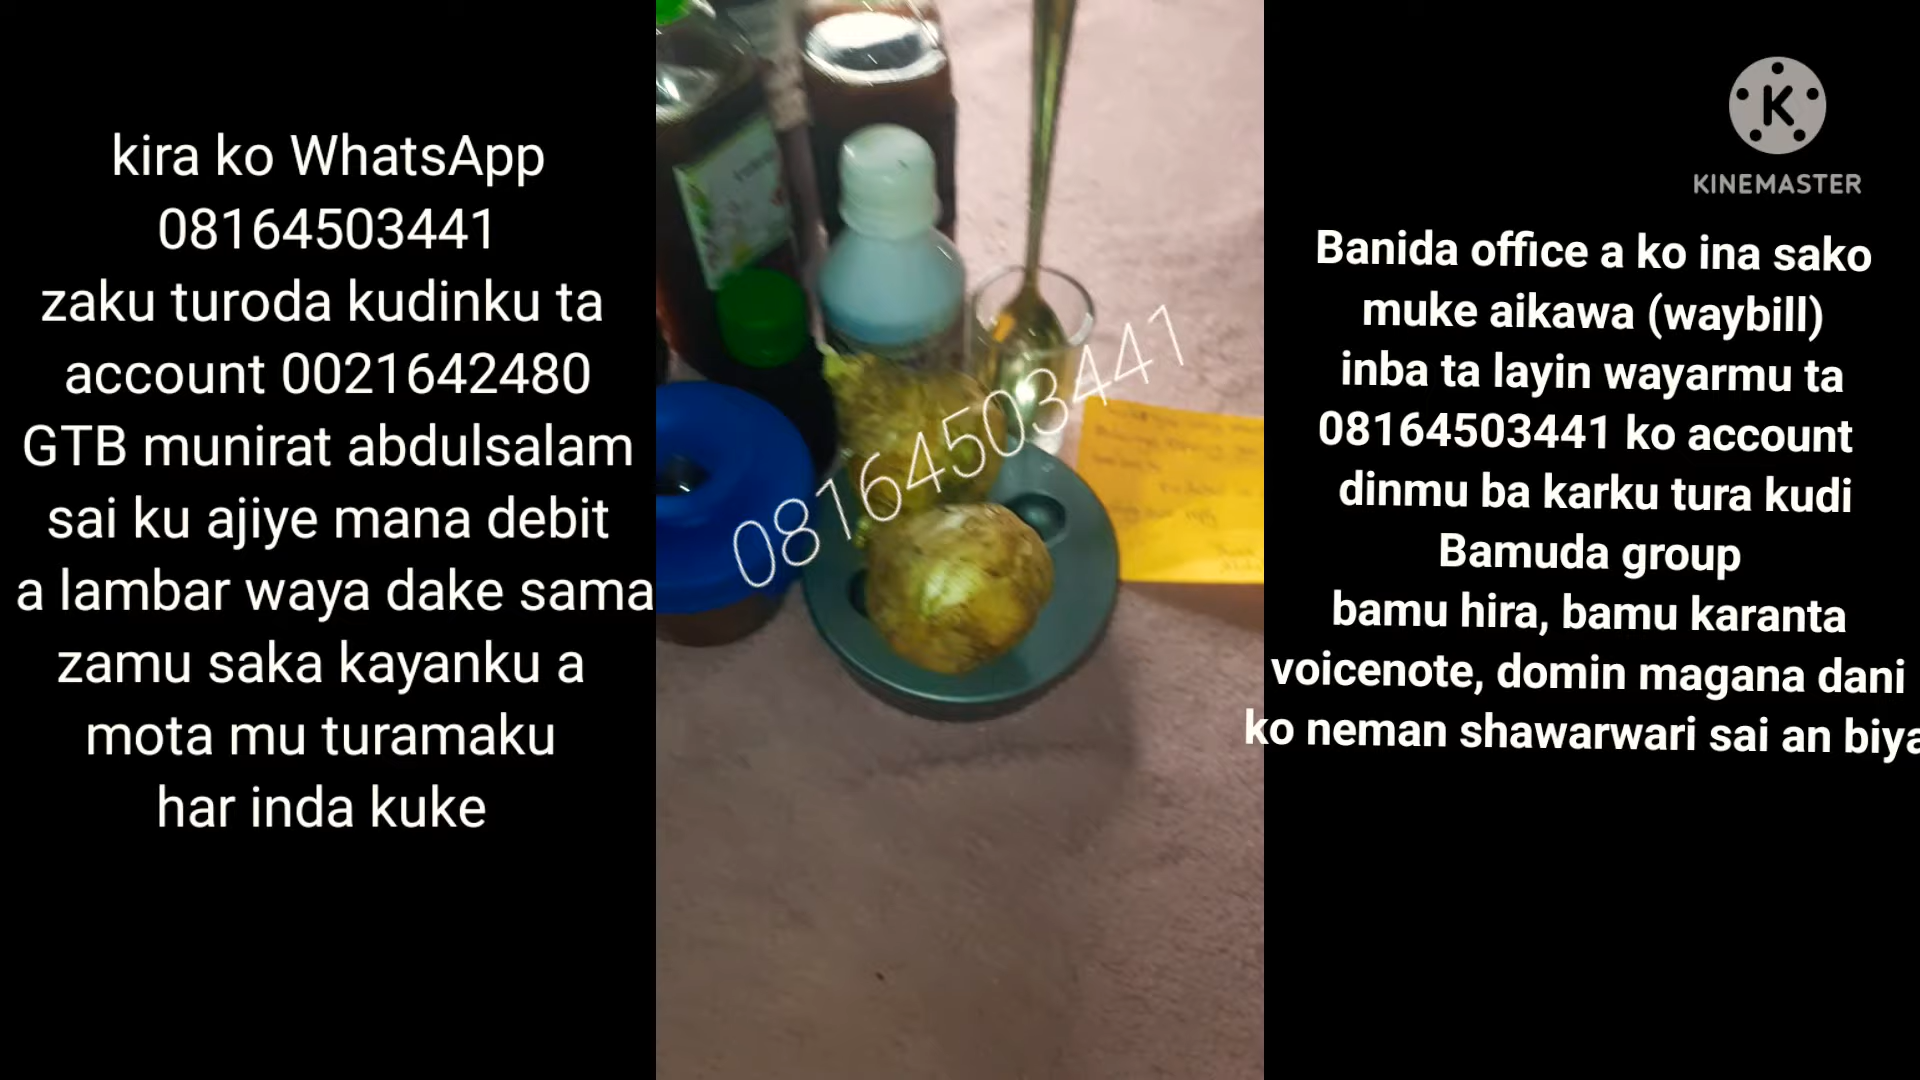 kira ko WhatsApp
08164503441
zaku turoda kudinku ta
account 0021642480
GTB munirat abdulsalam
sai ku ajiye mana debit
a lambar waya dake sama
zamu saka kayanku a
mota mu turamaku
har inda kuke
08164503441
KINEMASTER
Banida office a ko ina sako
muke aikawa (waybill)
inba ta layin wayarmu ta
08164503441 ko account
dinmu ba karku tura kudi
Bamuda group
bamu hira, bamu karanta
voicenote, domin magana dani
ko neman shawarwari sai an biya